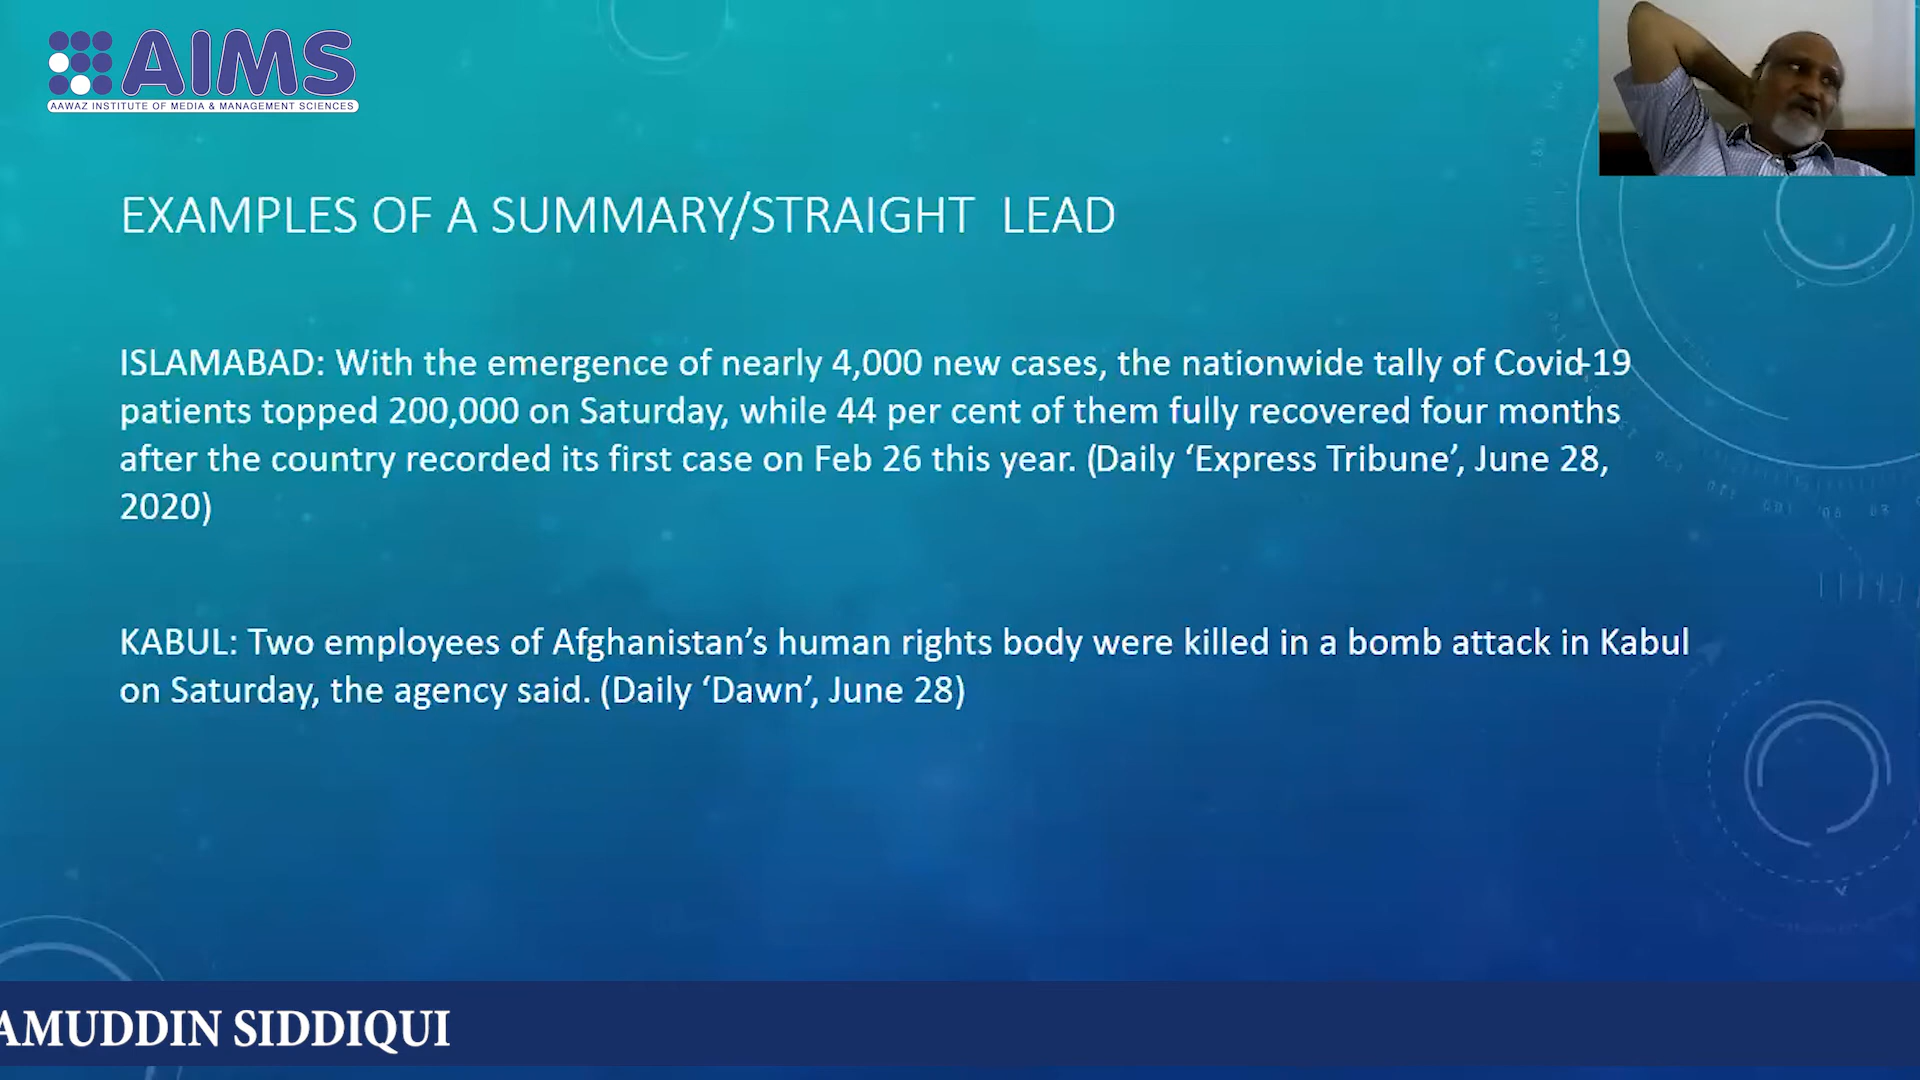 AIMS
AAWAZ INSTITUTE OF MEDIA & MANAGEMENT SCIENCES
EXAMPLES OF A SUMMARY/STRAIGHT LEAD
ISLAMABAD: With the emergence of nearly 4,000 new cases, the nationwide tally of Covid-19
patients topped 200,000 on Saturday, while 44 per cent of them fully recovered four months
after the country recorded its first case on Feb 26 this year. (Daily ‘Express Tribune’, June 28,
2020)
KABUL: Two employees of Afghanistan’s human rights body were killed in a bomb attack in Kabul
on Saturday, the agency said. (Daily ‘Dawn’, June 28)
AMUDDIN SIDDIQUI